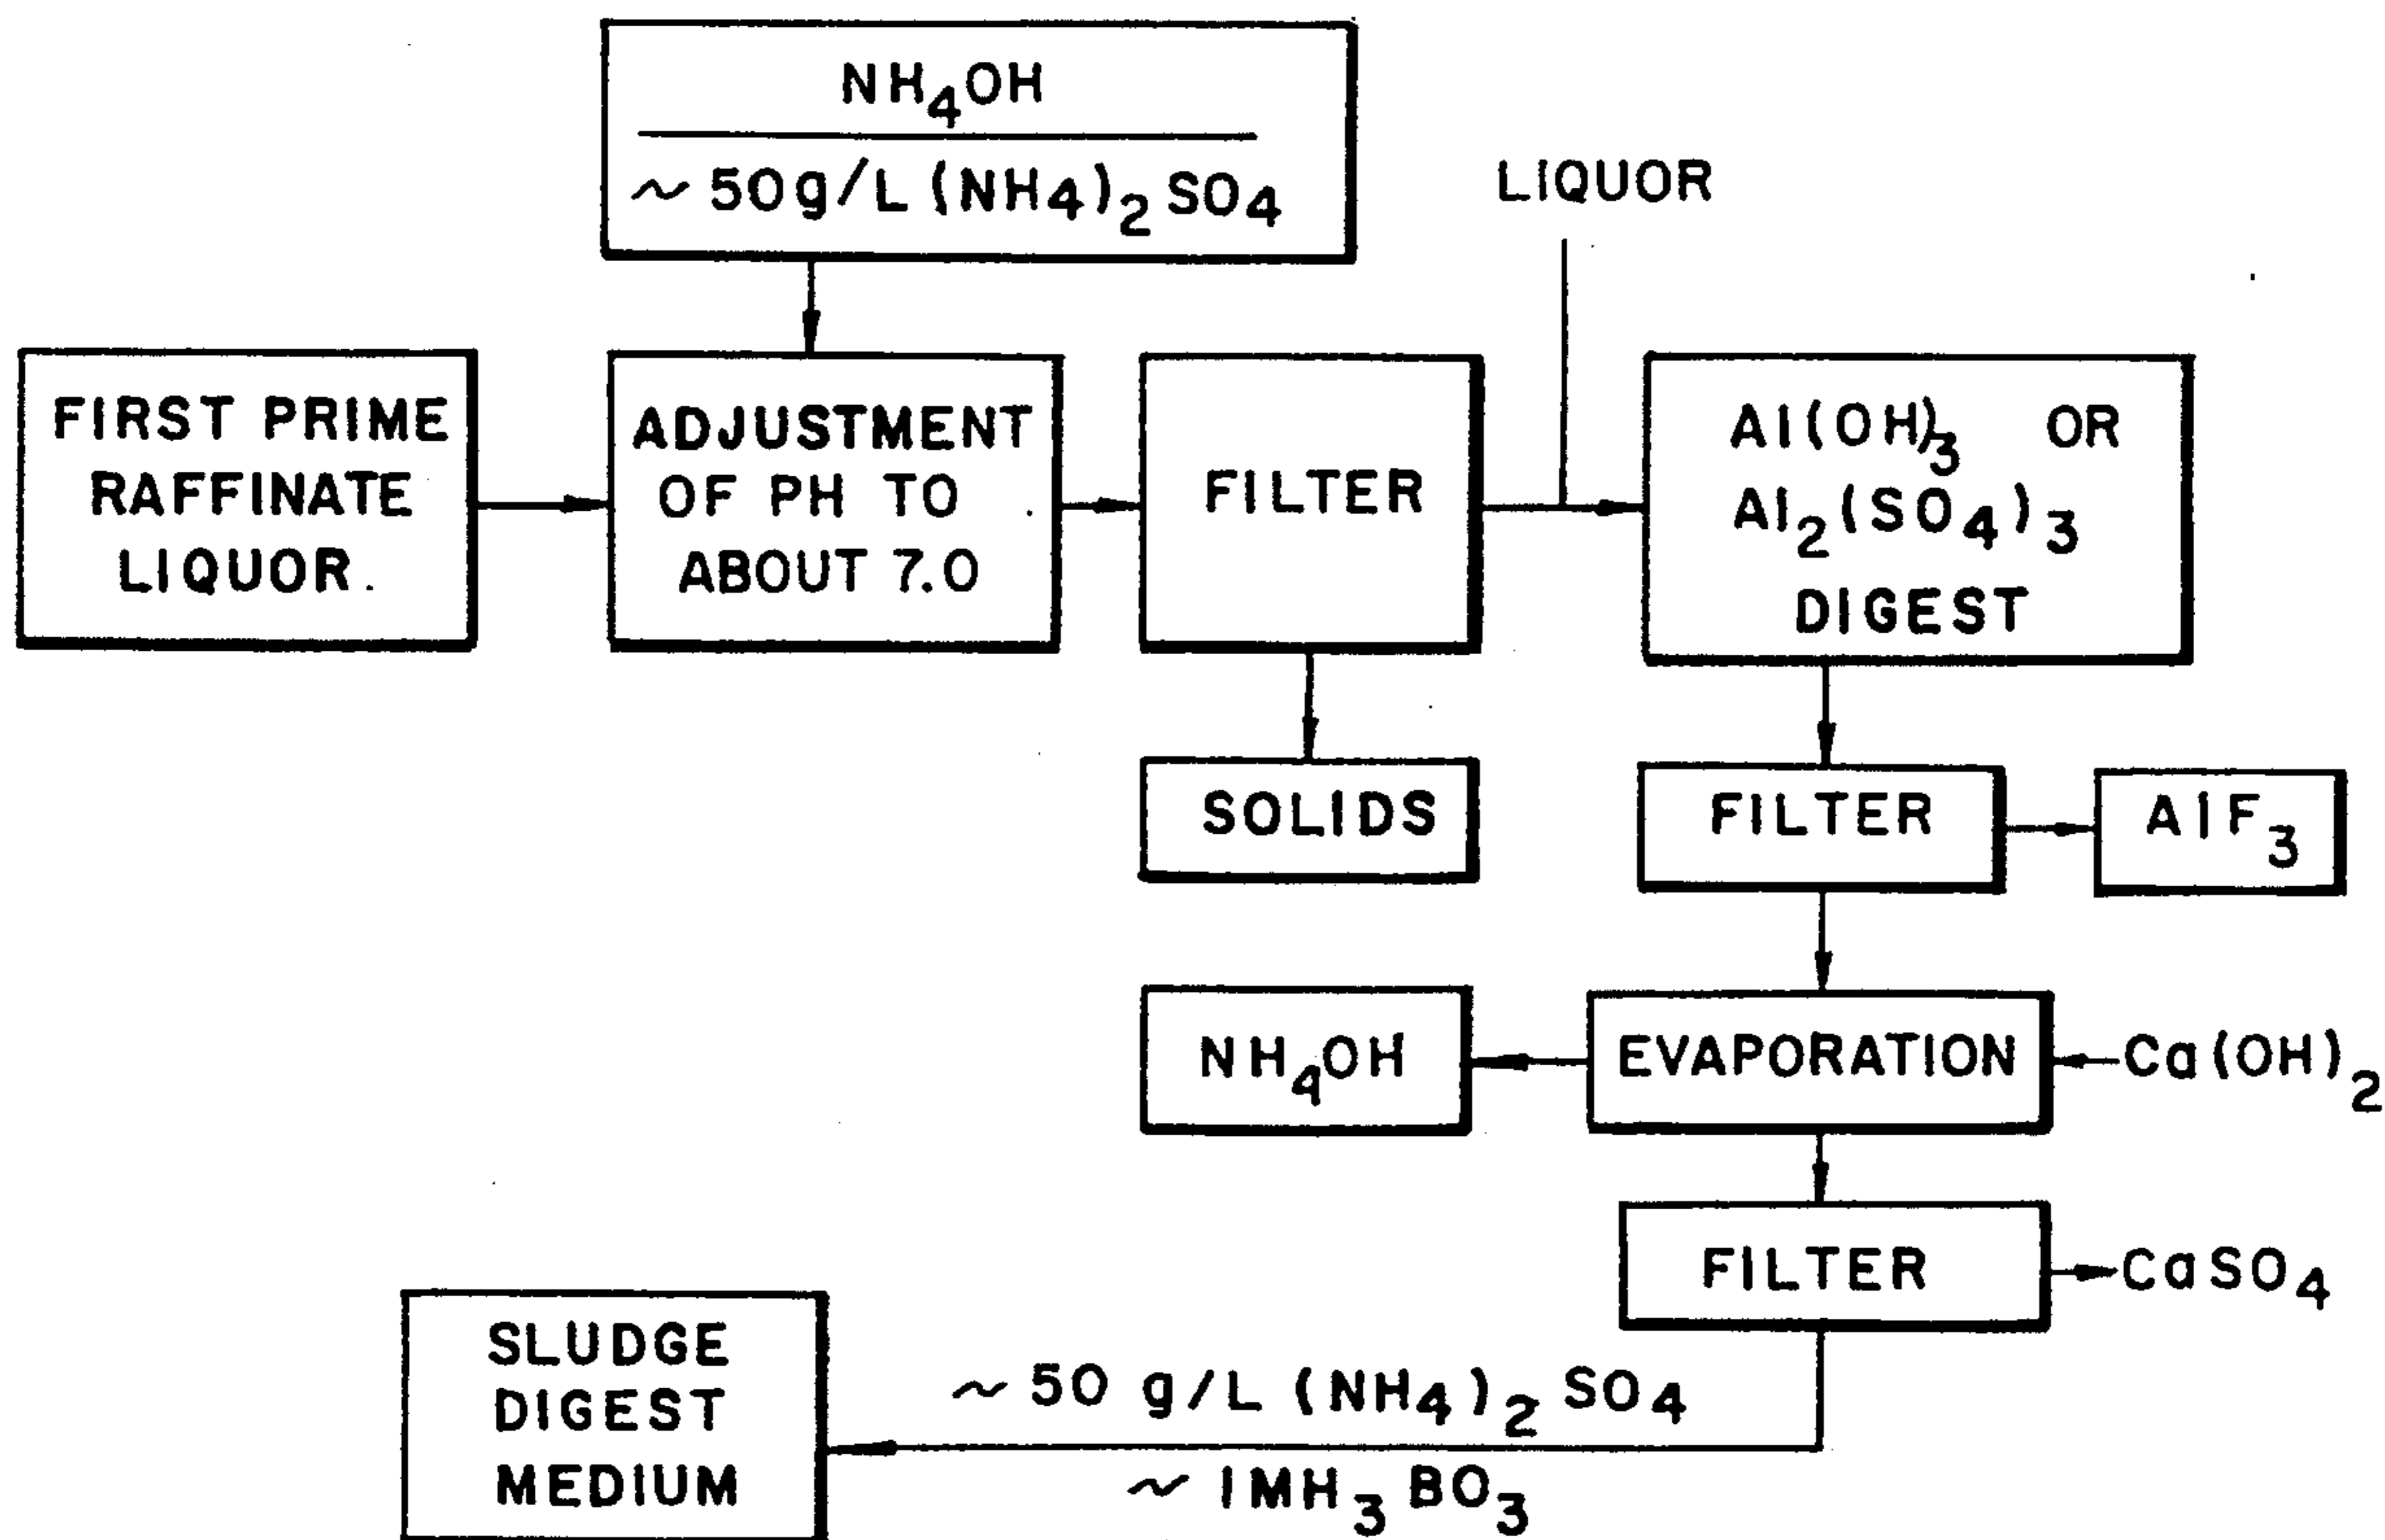 NH₄OH
~ 50g/L (NH4)₂ SO₄
LIQUOR
FIRST PRIME
RAFFINATE
LIQUOR.
ADJUSTMENT
OF PH TO
ABOUT 7.0
FILTER
Al(OH)₃ OR
Al₂(SO₄)₃
DIGEST
SOLIDS
FILTER
AlF₃
NH₄OH
EVAPORATION
Ca(OH)₂
FILTER
CaSO₄
SLUDGE
DIGEST
MEDIUM
~ 50 g/L (NH4)₂ SO₄
~ 1MH₃BO₃